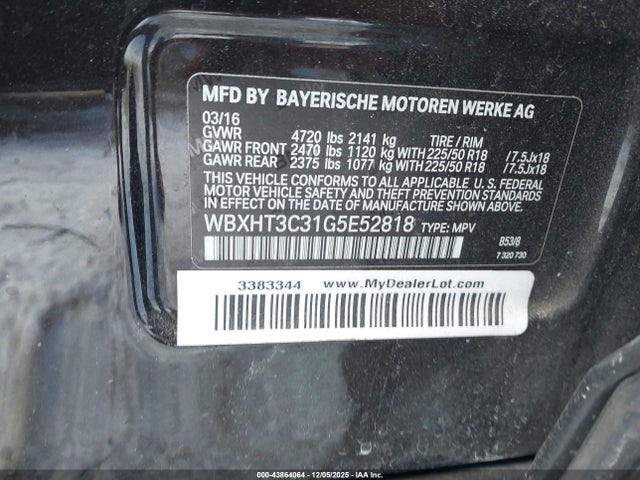 MFD BY BAYERISCHE MOTOREN WERKE AG
03/16
GVWR 4720 lbs 2141 kg TIRE / RIM
GAWR FRONT 2470 lbs 1120 kg WITH 225/50 R18 /7.5Jx18
GAWR REAR 2375 lbs 1077 kg WITH 225/50 R18 /7.5Jx18
THIS VEHICLE CONFORMS TO ALL APPLICABLE U.S. FEDERAL
MOTOR VEHICLE SAFETY, BUMPER, AND THEFT PREVENTION
STANDARDS IN EFFECT ON THE DATE OF MANUFACTURE SHOWN ABOVE.
WBXHT3C31G5E52818 TYPE: MPV
B53/8
7 320 730
3383344 www.MyDealerLot.com
000-43864064 • 12/05/2025 • IAAI.COM